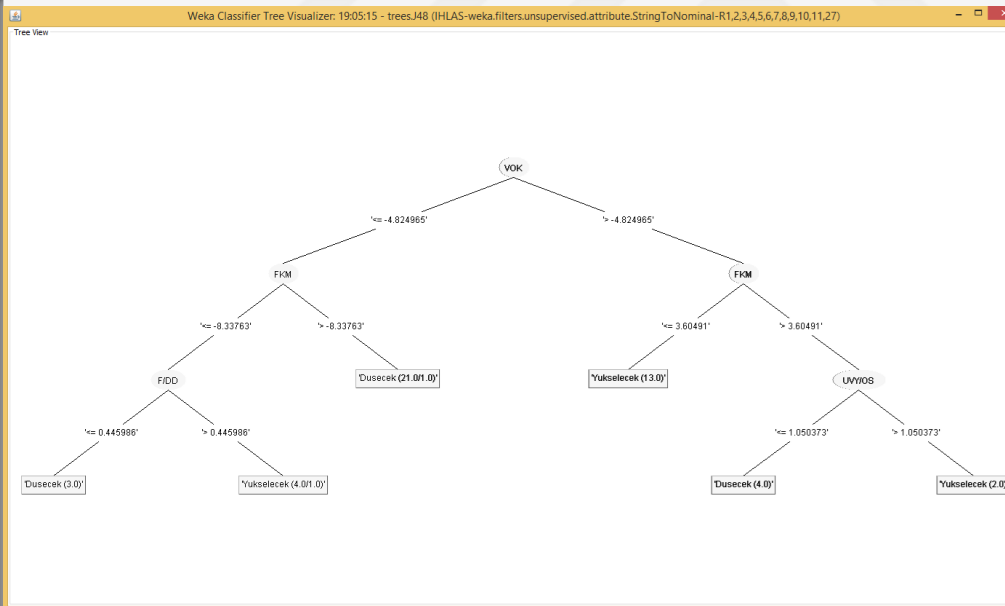 Weka Classifier Tree Visualizer: 19:05:15 - trees.J48 (IHLAS-weka.filters.unsupervised.attribute.StringToNominal-R1,2,3,4,5,6,7,8,9,10,11,27)
Tree View
VOK
'<= -4.824965' '> -4.824965'
FKM FKM
'<= -8.33763' '> -8.33763' '<= 3.60491' '> 3.60491'
F/DD 'Dusecek (21.0/1.0)' 'Yukselecek (13.0)' UVY/OS
'<= 0.445986' '> 0.445986' '<= 1.050373' '> 1.050373'
'Dusecek (3.0)' 'Yukselecek (4.0/1.0)' 'Dusecek (4.0)' 'Yukselecek (2.0)